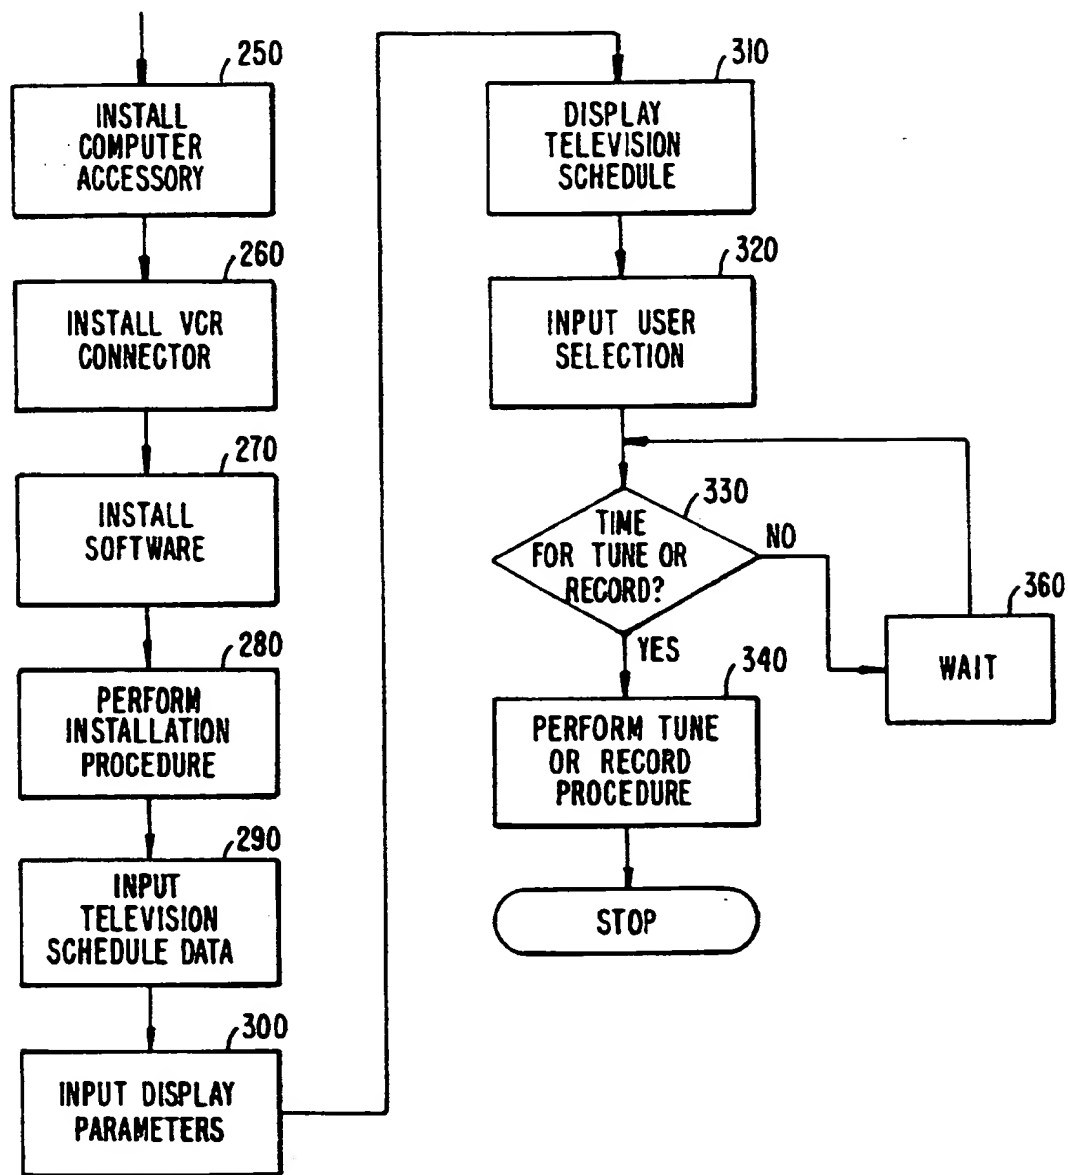 250
INSTALL
COMPUTER
ACCESSORY
260
INSTALL VCR
CONNECTOR
270
INSTALL
SOFTWARE
280
PERFORM
INSTALLATION
PROCEDURE
290
INPUT
TELEVISION
SCHEDULE DATA
300
INPUT DISPLAY
PARAMETERS
310
DISPLAY
TELEVISION
SCHEDULE
320
INPUT USER
SELECTION
330
TIME
FOR TUNE OR
RECORD?
NO
YES
360
WAIT
340
PERFORM TUNE
OR RECORD
PROCEDURE
STOP